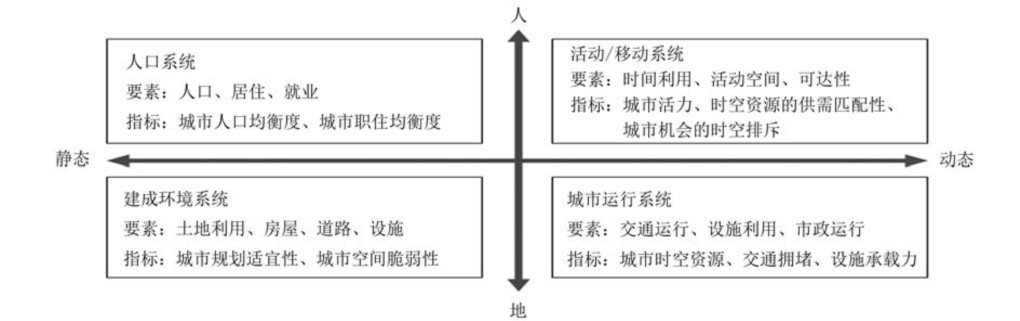 人
人口系统
要素：人口、居住、就业
指标：城市人口均衡度、城市职住均衡度
活动/移动系统
要素：时间利用、活动空间、可达性
指标：城市活力、时空资源的供需匹配性、
城市机会的时空排斥
静态
动态
建成环境系统
要素：土地利用、房屋、道路、设施
指标：城市规划适宜性、城市空间脆弱性
城市运行系统
要素：交通运行、设施利用、市政运行
指标：城市时空资源、交通拥堵、设施承载力
地